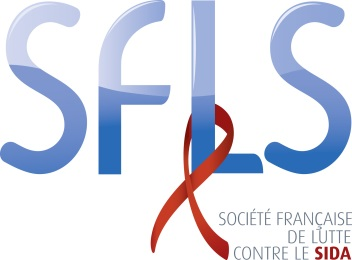 SFLS
SOCIÉTÉ FRANÇAISE
DE LUTTE
CONTRE LE SIDA